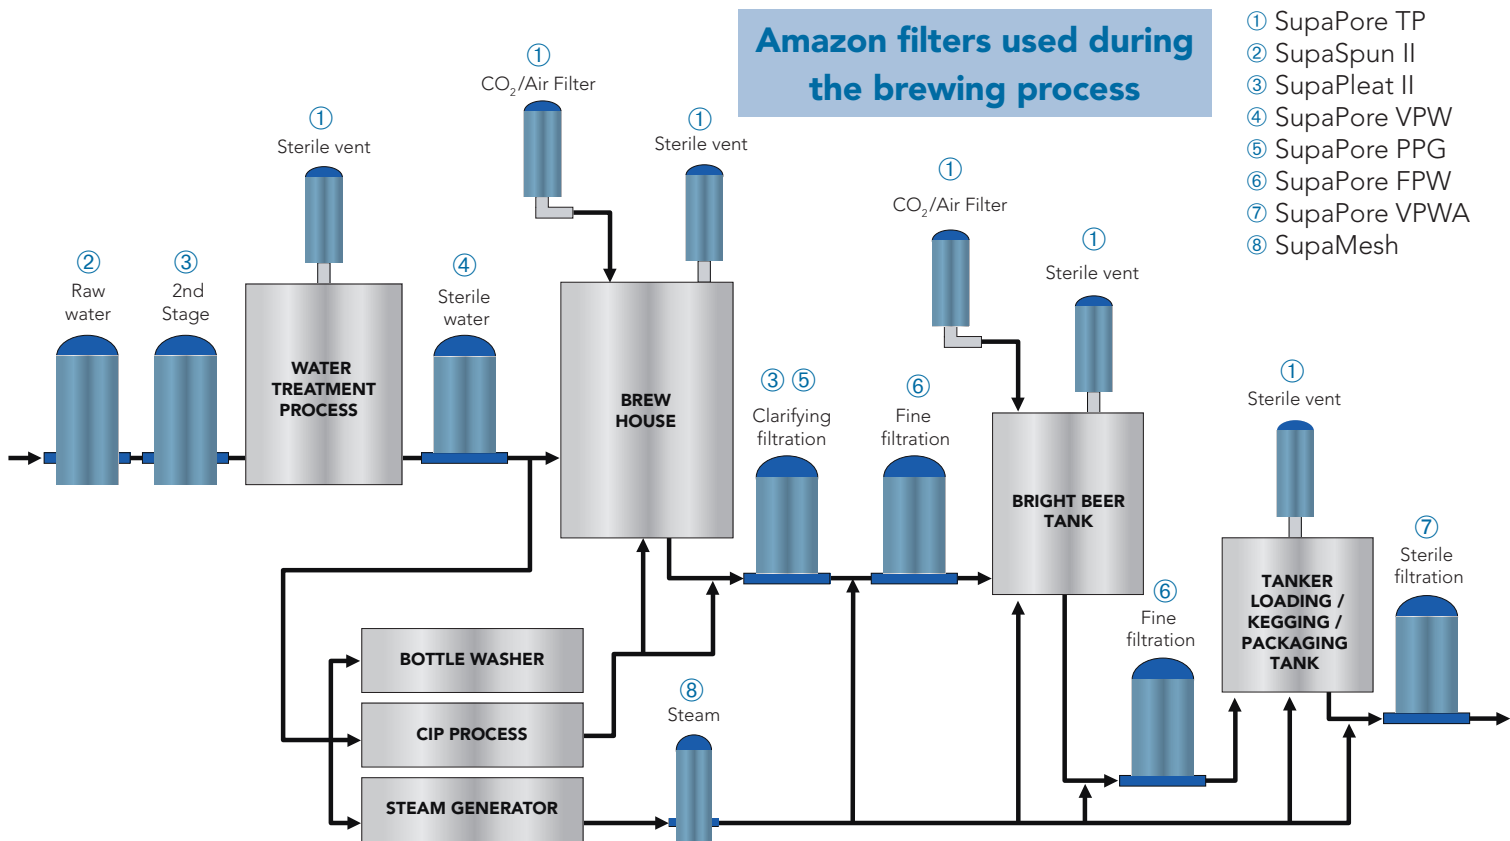 Amazon filters used during
the brewing process
① SupaPore TP
② SupaSpun II
③ SupaPleat II
④ SupaPore VPW
⑤ SupaPore PPG
⑥ SupaPore FPW
⑦ SupaPore VPWA
⑧ SupaMesh
②
Raw
water
③
2nd
Stage
①
Sterile vent
WATER
TREATMENT
PROCESS
④
Sterile
water
①
CO₂/Air Filter
①
Sterile vent
BREW
HOUSE
③ ⑤
Clarifying
filtration
⑥
Fine
filtration
①
CO₂/Air Filter
①
Sterile vent
BRIGHT BEER
TANK
⑥
Fine
filtration
①
Sterile vent
TANKER
LOADING /
KEGGING /
PACKAGING
TANK
⑦
Sterile
filtration
BOTTLE WASHER
CIP PROCESS
STEAM GENERATOR
⑧
Steam